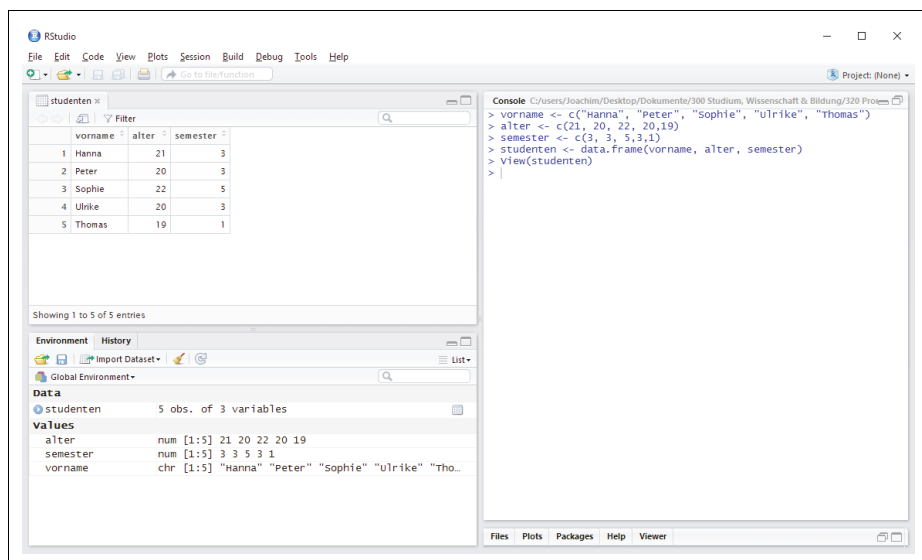 RStudio
File Edit Code View Plots Session Build Debug Tools Help
Go to file/function
Project: (None)
studenten
Filter
vorname alter semester
1 Hanna 21 3
2 Peter 20 3
3 Sophie 22 5
4 Ulrike 20 3
5 Thomas 19 1
Showing 1 to 5 of 5 entries
Environment History
Import Dataset
List
Global Environment
Data
studenten 5 obs. of 3 variables
values
alter num [1:5] 21 20 22 20 19
semester num [1:5] 3 3 5 3 1
vorname chr [1:5] "Hanna" "Peter" "Sophie" "Ulrike" "Tho…
Console C:/users/Joachim/Desktop/Dokumente/300 Studium, Wissenschaft & Bildung/320
> vorname <- c("Hanna", "Peter", "Sophie", "Ulrike", "Thomas")
> alter <- c(21, 20, 22, 20,19)
> semester <- c(3, 3, 5,3,1)
> studenten <- data.frame(vorname, alter, semester)
> View(studenten)
>
Files Plots Packages Help Viewer